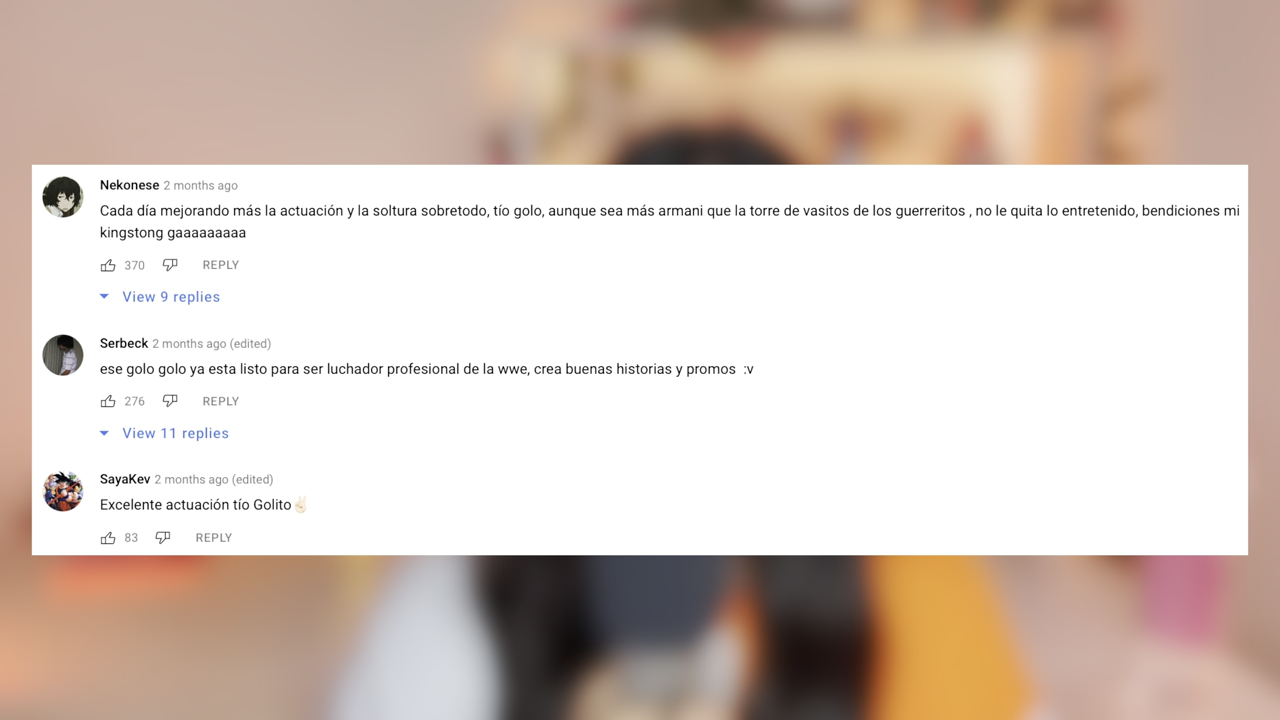 Nekonese 2 months ago
Cada día mejorando más la actuación y la soltura sobretodo, tío golo, aunque sea más armani que la torre de vasitos de los guerreritos , no le quita lo entretenido, bendiciones mi
kingstong gaaaaaaaaa
370 REPLY
View 9 replies
Serbeck 2 months ago (edited)
ese golo golo ya esta listo para ser luchador profesional de la wwe, crea buenas historias y promos  :v
276 REPLY
View 11 replies
SayaKev 2 months ago (edited)
Excelente actuación tío Golito✌🏻
83 REPLY